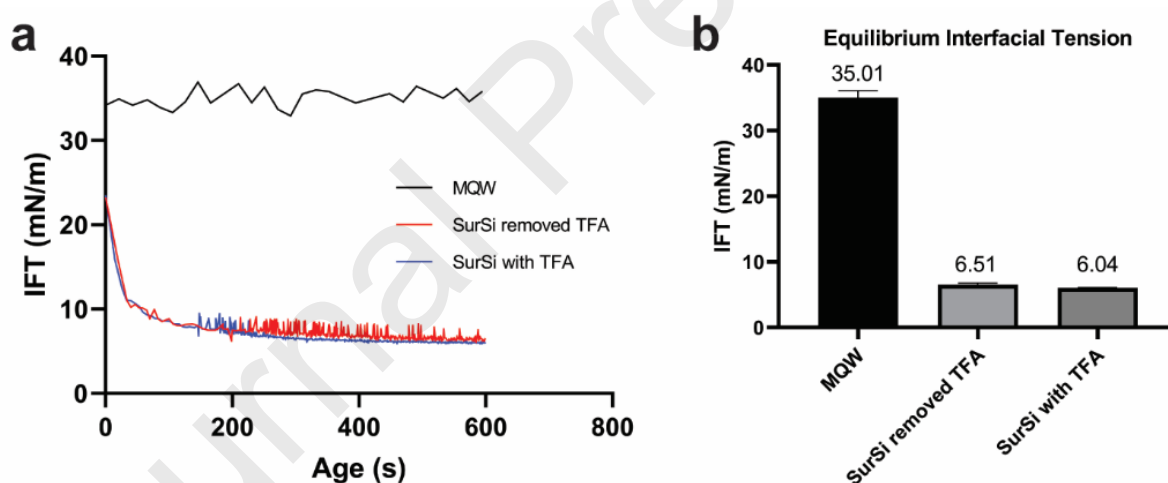 a
40
30
20
10
0
IFT (mN/m)
0 200 400 600 800
Age (s)
MQW
SurSi removed TFA
SurSi with TFA
b
Equilibrium Interfacial Tension
40
30
20
10
0
IFT (mN/m)
35.01
6.51
6.04
MQW
SurSi removed TFA
SurSi with TFA
urnal Pre